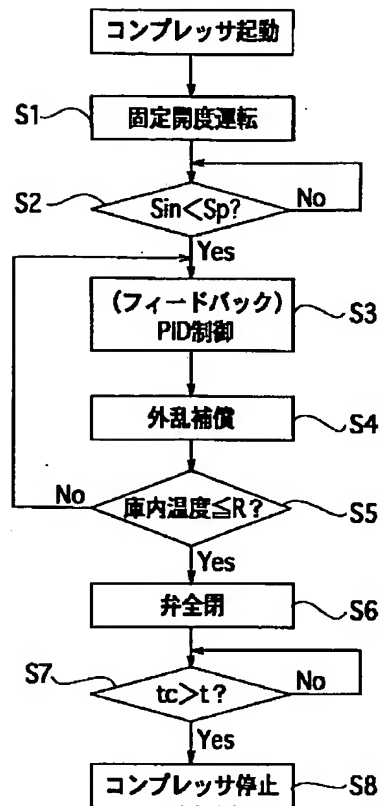 コンプレッサ起動
S1
固定開度運転
S2
Sin<Sp?
No
Yes
(フィードバック)
PID制御
S3
外乱補償
S4
No
庫内温度≦R?
S5
Yes
弁全閉
S6
S7
tc>t?
No
Yes
コンプレッサ停止
S8